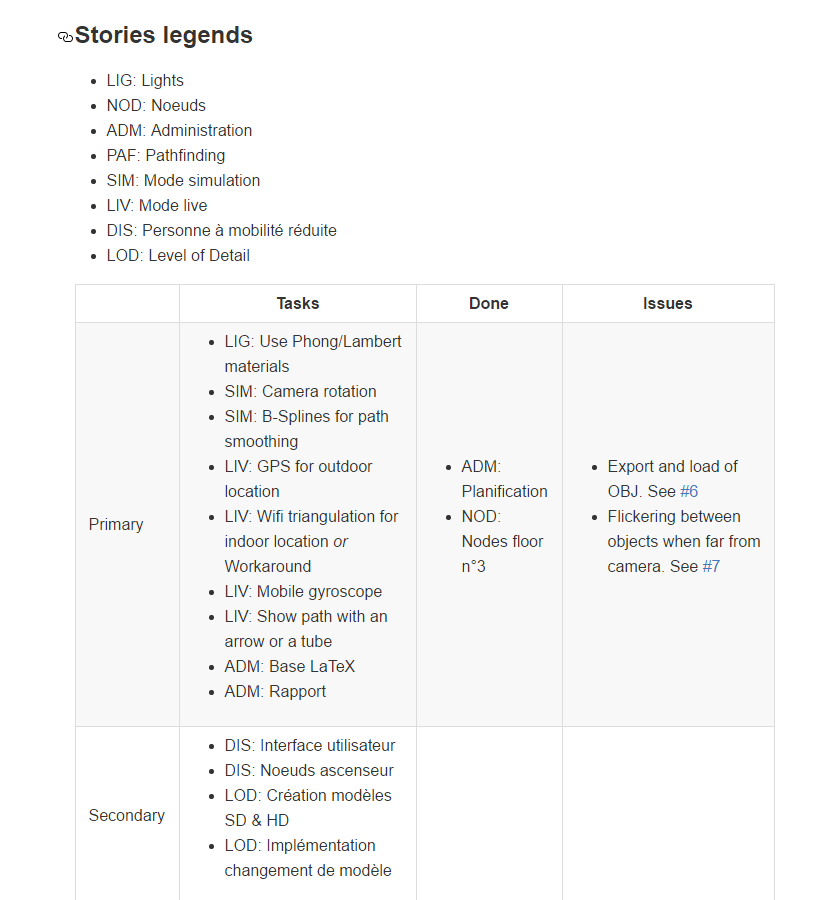 Stories legends
LIG: Lights
NOD: Noeuds
ADM: Administration
PAF: Pathfinding
SIM: Mode simulation
LIV: Mode live
DIS: Personne à mobilité réduite
LOD: Level of Detail
Tasks
Done
Issues
Primary
LIG: Use Phong/Lambert
materials
SIM: Camera rotation
SIM: B-Splines for path
smoothing
LIV: GPS for outdoor
location
LIV: Wifi triangulation for
indoor location or
Workaround
LIV: Mobile gyroscope
LIV: Show path with an
arrow or a tube
ADM: Base LaTeX
ADM: Rapport
ADM:
Planification
NOD:
Nodes floor
n°3
Export and load of
OBJ. See #6
Flickering between
objects when far from
camera. See #7
Secondary
DIS: Interface utilisateur
DIS: Noeuds ascenseur
LOD: Création modèles
SD & HD
LOD: Implémentation
changement de modèle